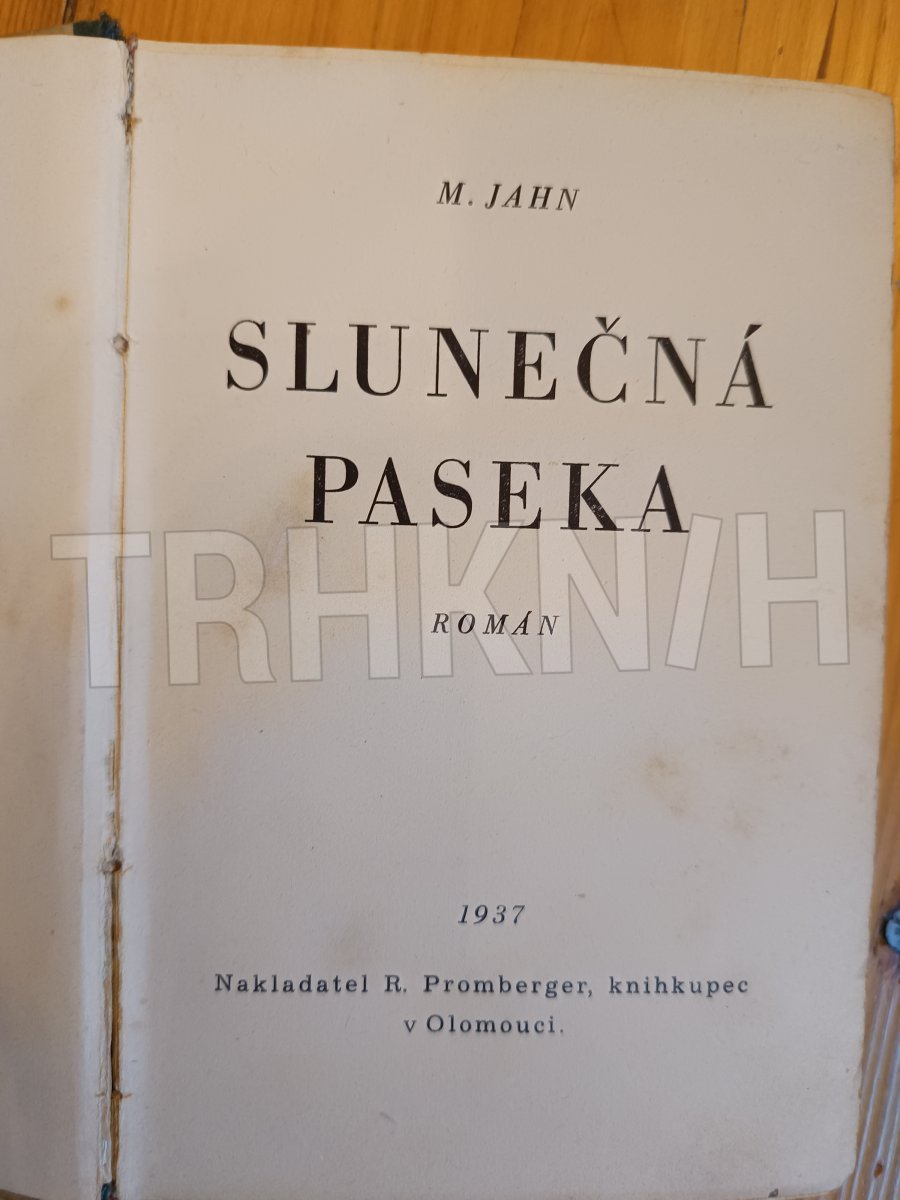 M. JAHN
SLUNEČNÁ
PASEKA
TRHKNIH
ROMÁN
1937
Nakladatel R. Promberger, knihkupec
v Olomouci.